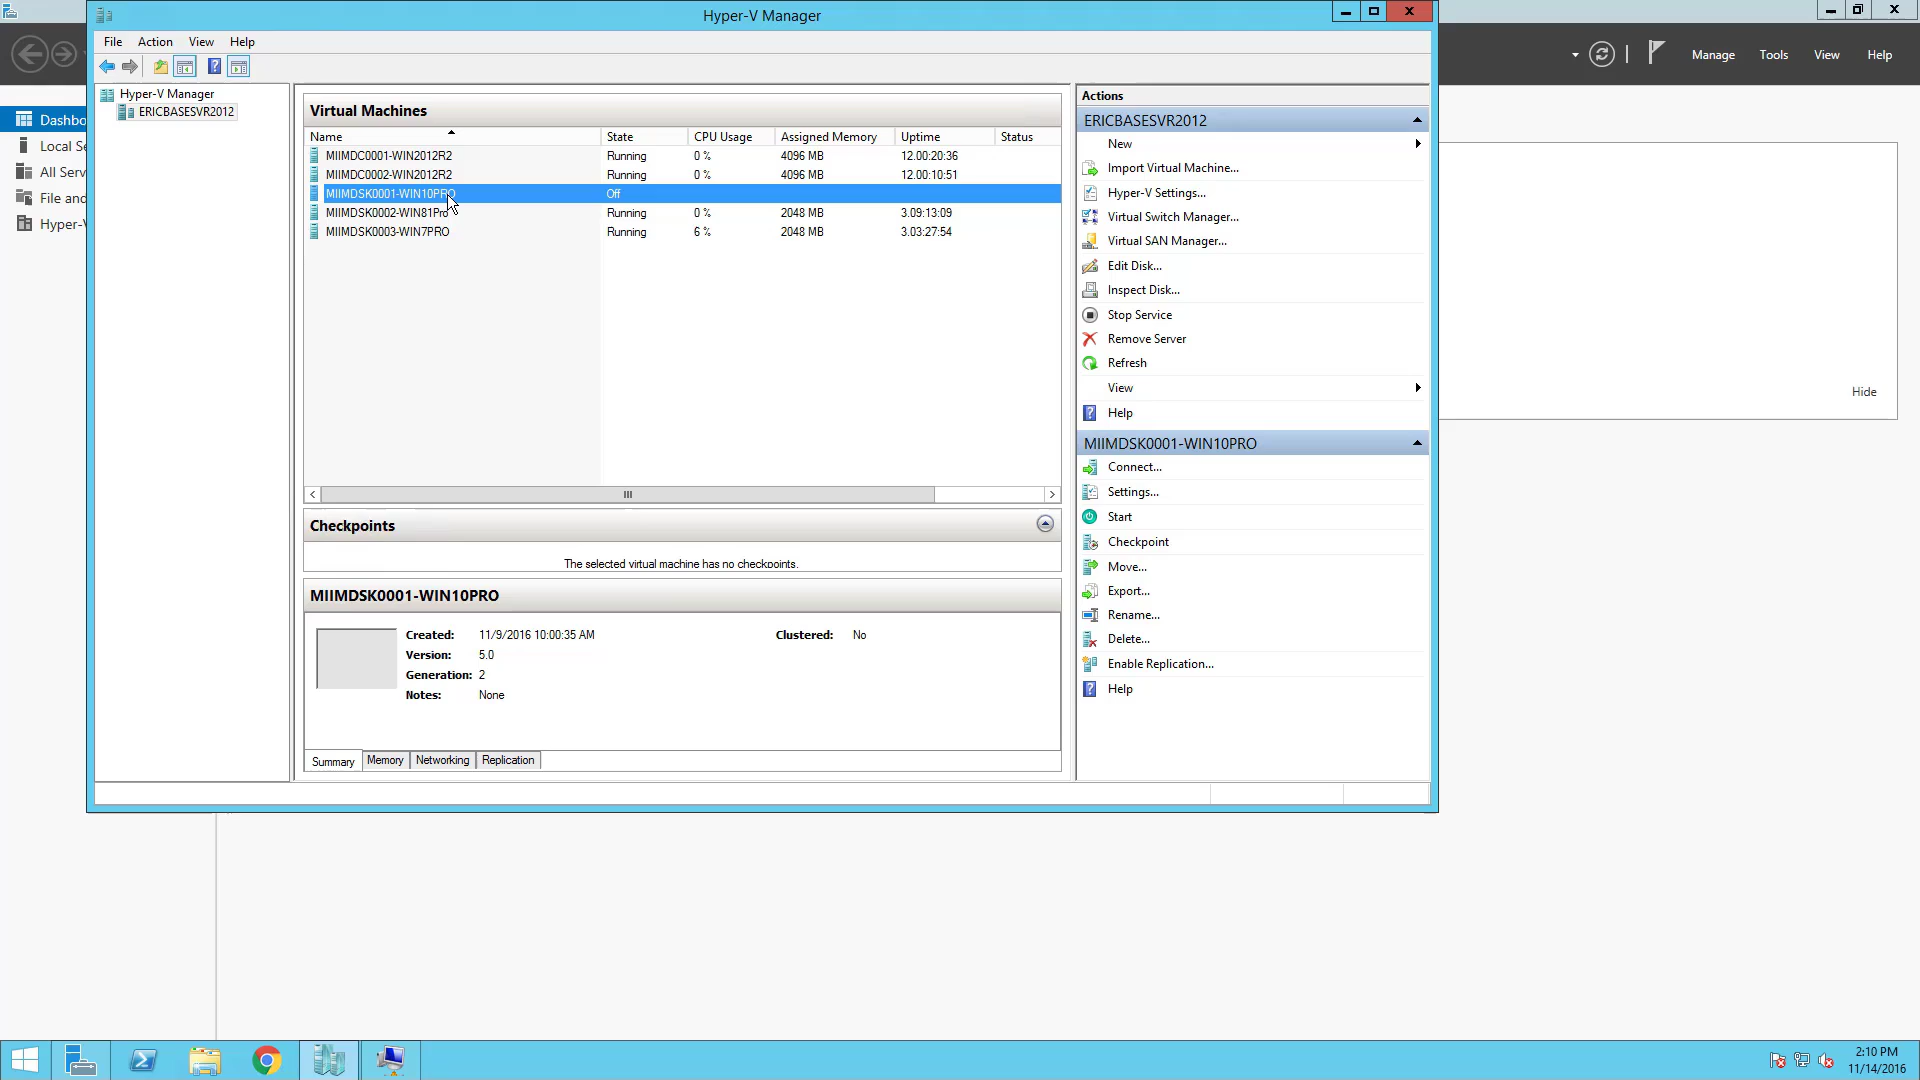 Hyper-V Manager
File Action View Help
Manage Tools View Help
Hyper-V Manager
ERICBASESVR2012
Dashbo
Local Se
All Serv
File and
Hyper-V
Virtual Machines
Name State CPU Usage Assigned Memory Uptime Status
MIIMDC0001-WIN2012R2 Running 0 % 4096 MB 12.00:20:36
MIIMDC0002-WIN2012R2 Running 0 % 4096 MB 12.00:10:51
MIIMDSK0001-WIN10PRO Off
MIIMDSK0002-WIN81Pro Running 0 % 2048 MB 3.09:13:09
MIIMDSK0003-WIN7PRO Running 6 % 2048 MB 3.03:27:54
Checkpoints
The selected virtual machine has no checkpoints.
MIIMDSK0001-WIN10PRO
Created: 11/9/2016 10:00:35 AM Clustered: No
Version: 5.0
Generation: 2
Notes: None
Summary Memory Networking Replication
Actions
ERICBASESVR2012
New
Import Virtual Machine...
Hyper-V Settings...
Virtual Switch Manager...
Virtual SAN Manager...
Edit Disk...
Inspect Disk...
Stop Service
Remove Server
Refresh
View
Help
MIIMDSK0001-WIN10PRO
Connect...
Settings...
Start
Checkpoint
Move...
Export...
Rename...
Delete...
Enable Replication...
Help
Hide
2:10 PM
11/14/2016